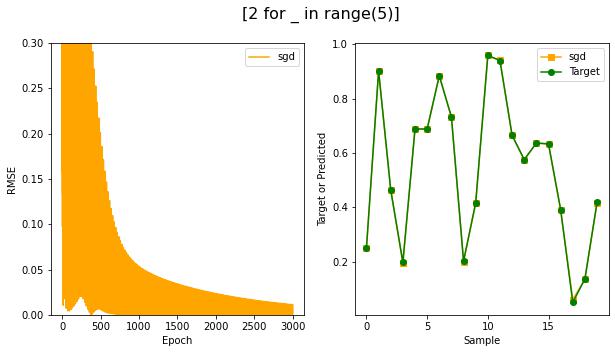 [2 for _ in range(5)]
0.30
0.25
0.20
0.15
0.10
0.05
0.00
RMSE
0
500
1000
1500
2000
2500
3000
Epoch
sgd
1.0
0.8
0.6
0.4
0.2
Target or Predicted
0
5
10
15
Sample
sgd
Target